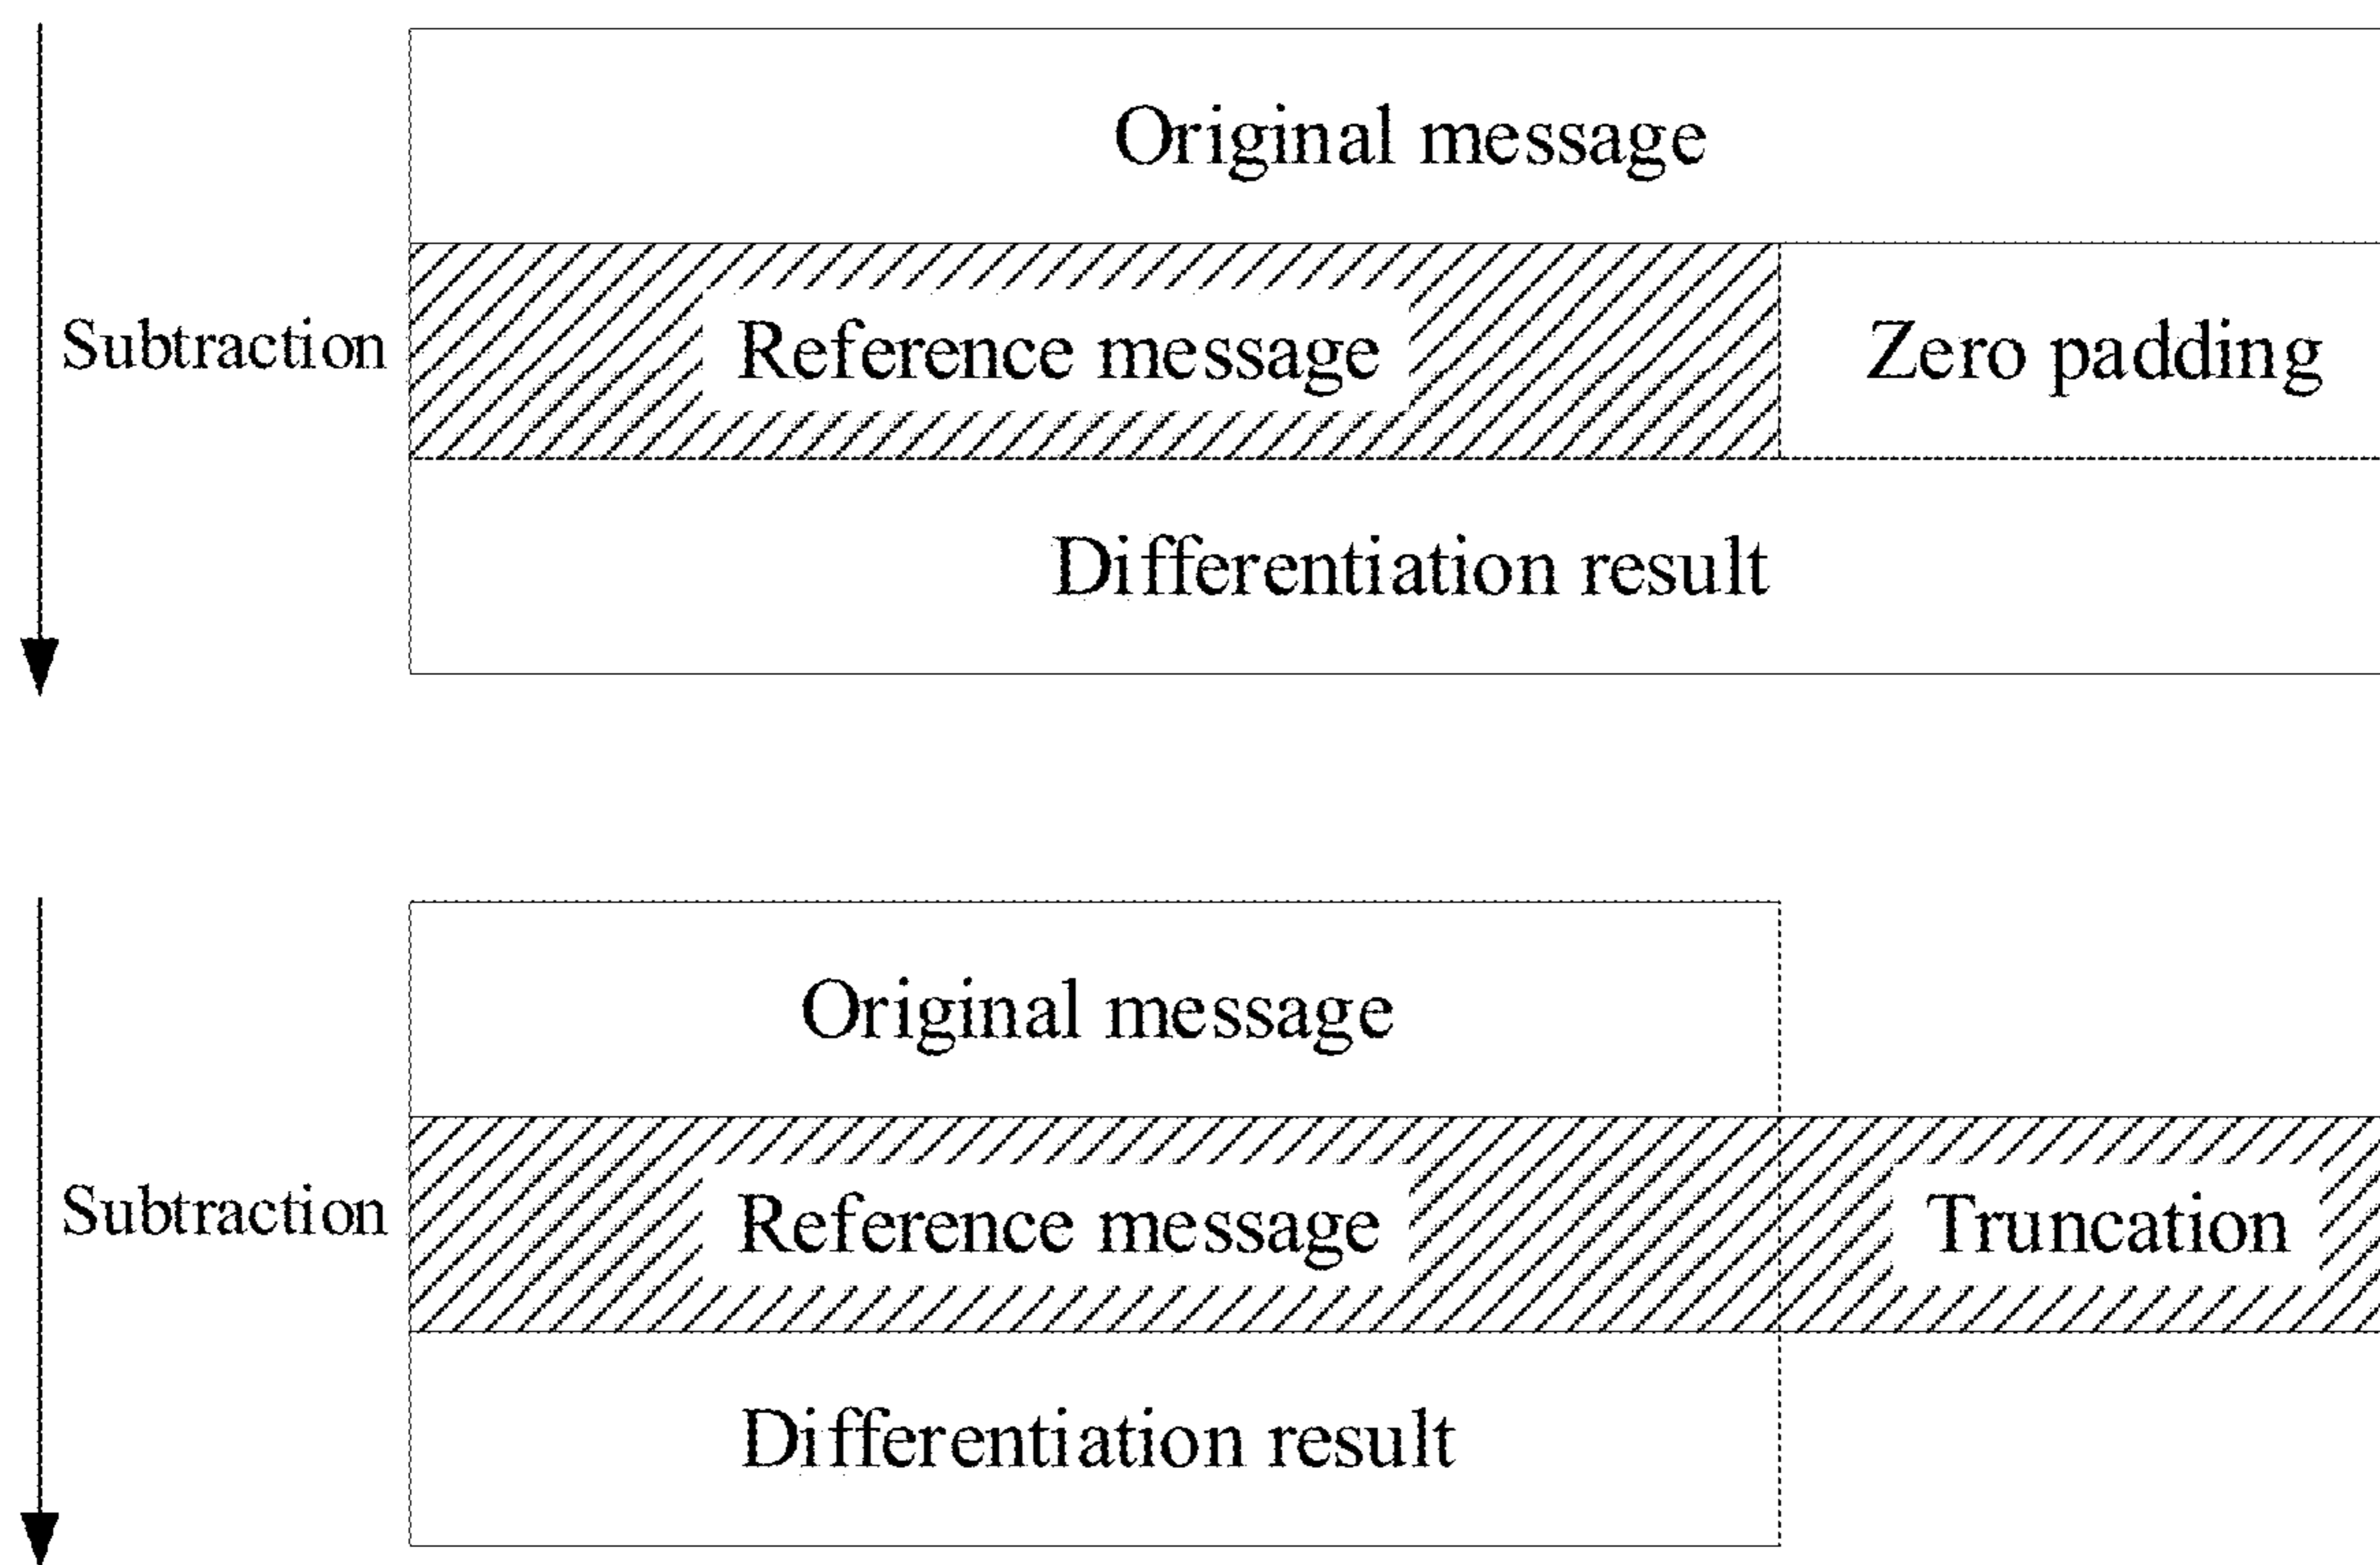 Original message
Subtraction
Reference message
Zero padding
Differentiation result
Original message
Subtraction
Reference message
Truncation
Differentiation result